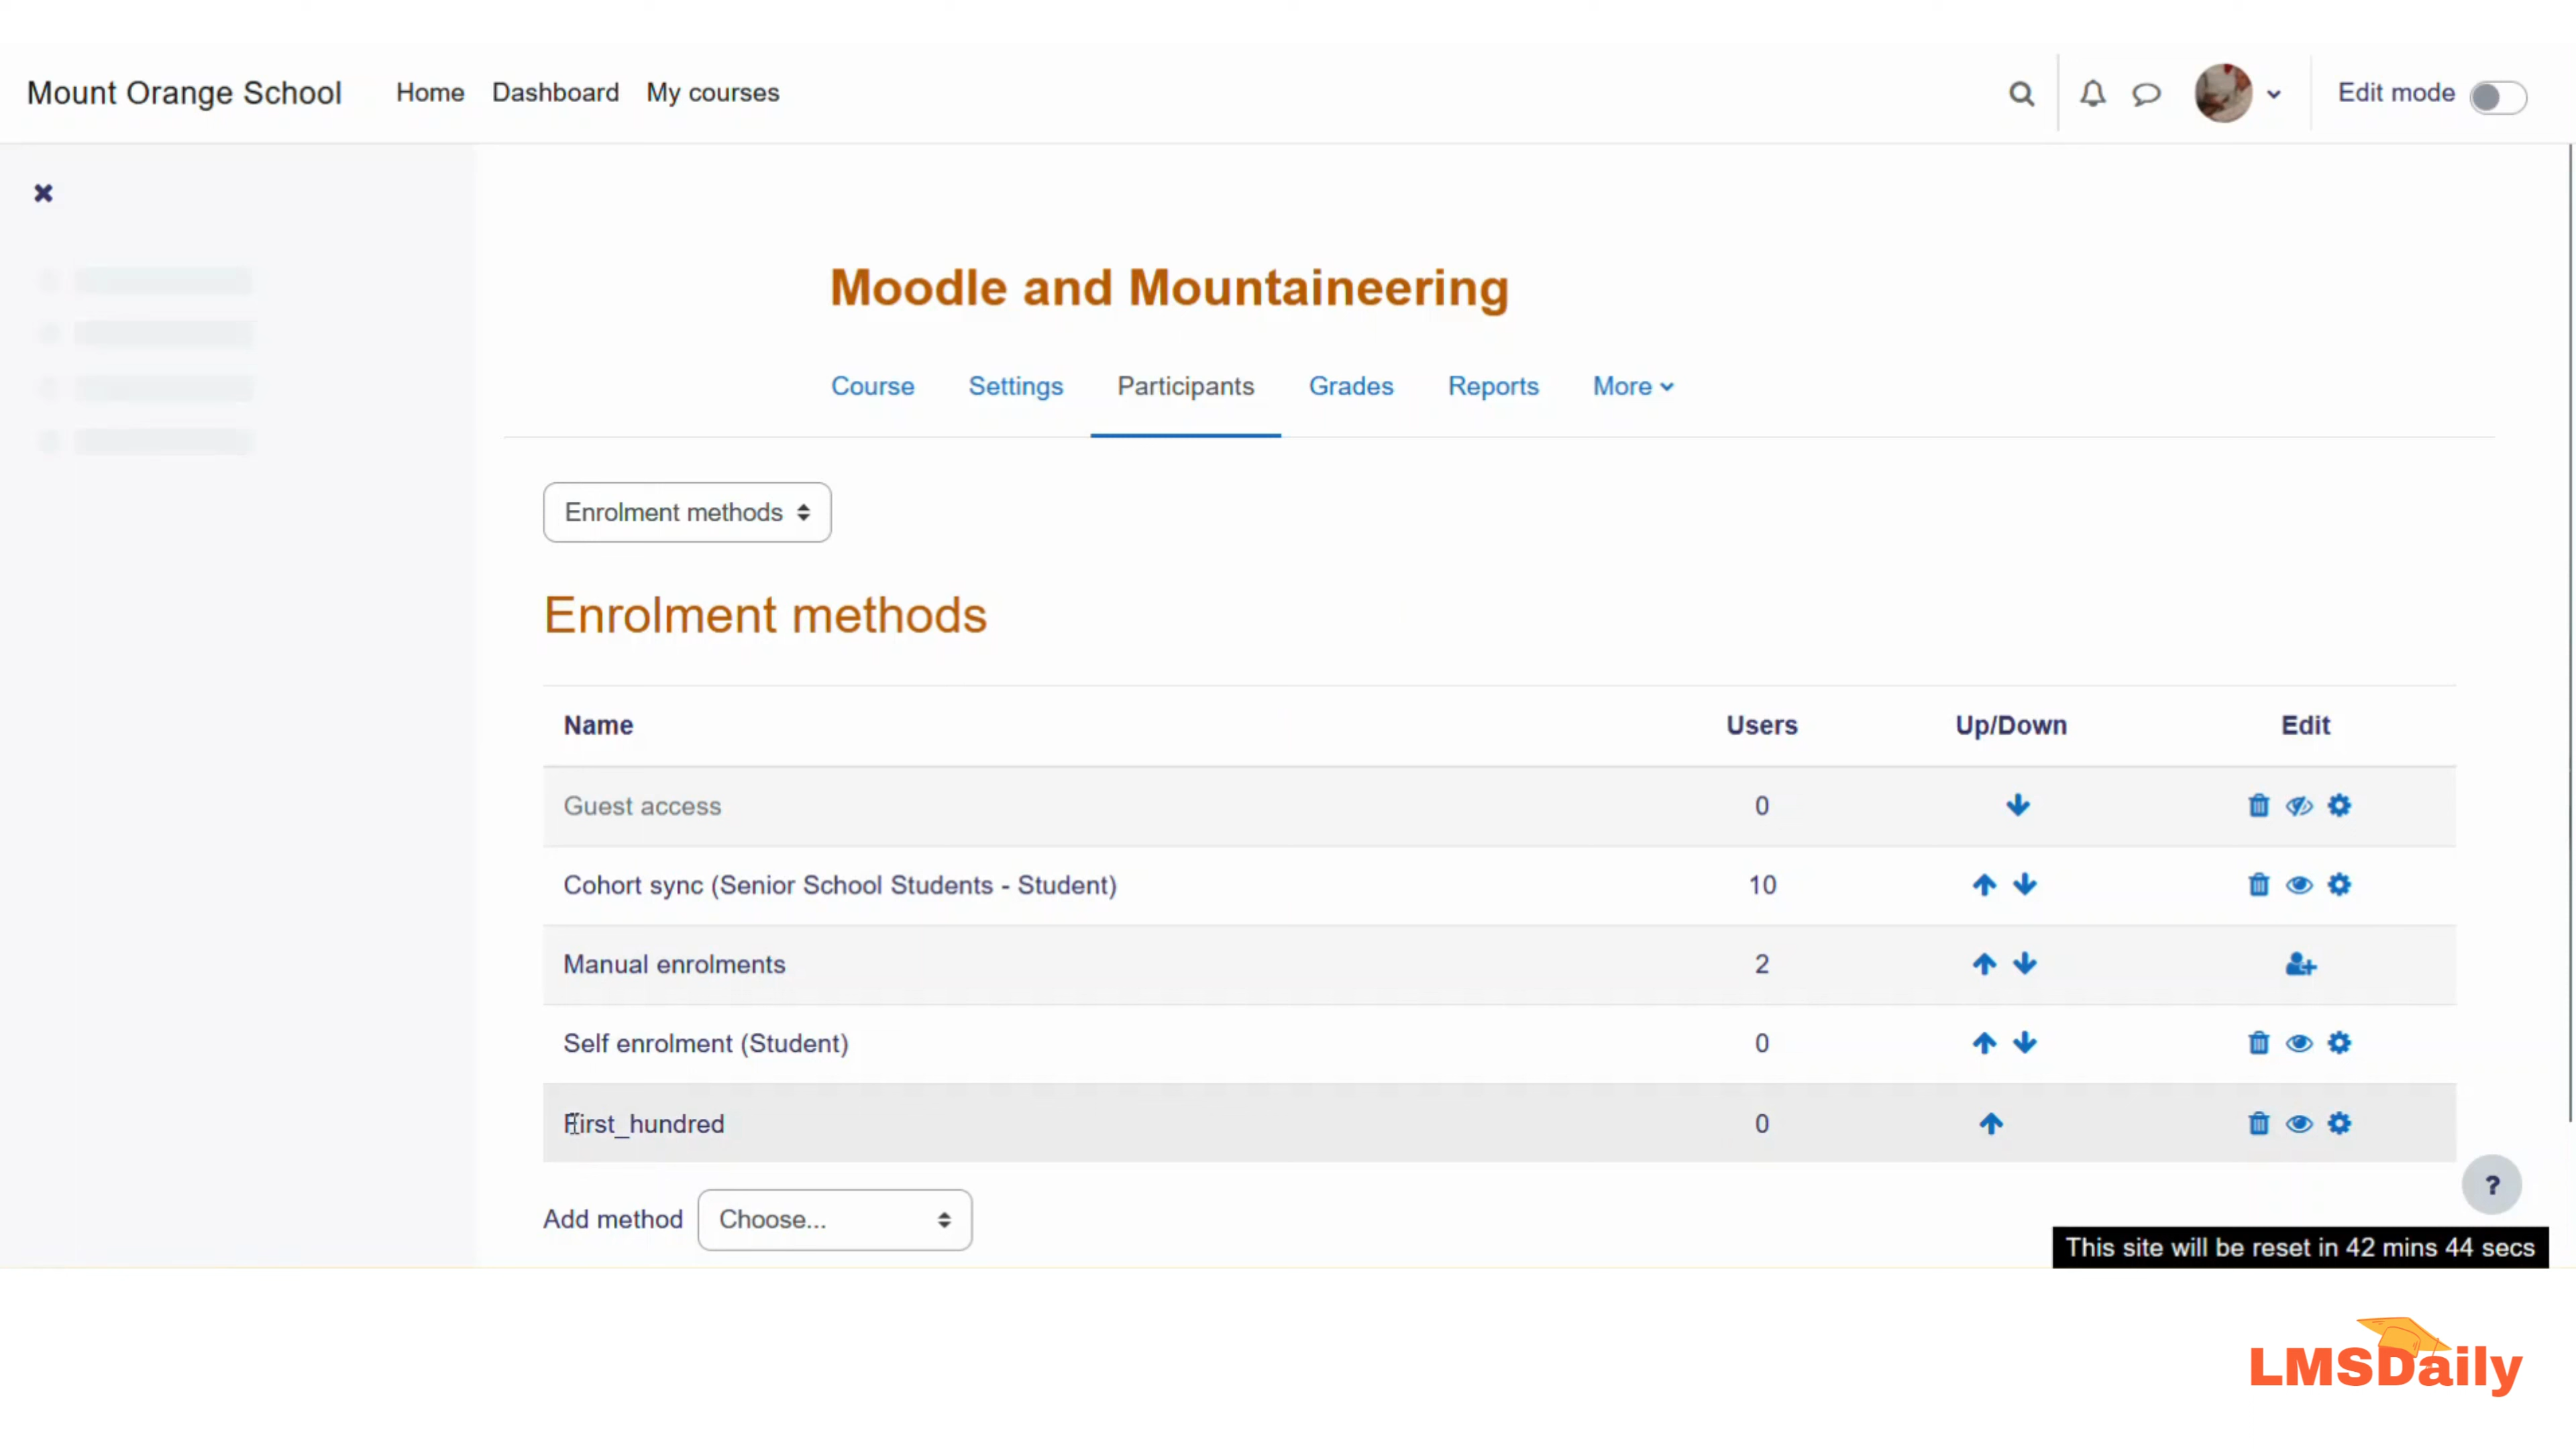 Mount Orange School Home Dashboard My courses Edit mode
Moodle and Mountaineering
Course Settings Participants Grades Reports More
Enrolment methods
Enrolment methods
Name Users Up/Down Edit
Guest access 0
Cohort sync (Senior School Students - Student) 10
Manual enrolments 2
Self enrolment (Student) 0
First_hundred 0
?
Add method Choose...
This site will be reset in 42 mins 44 secs
LMSDaily